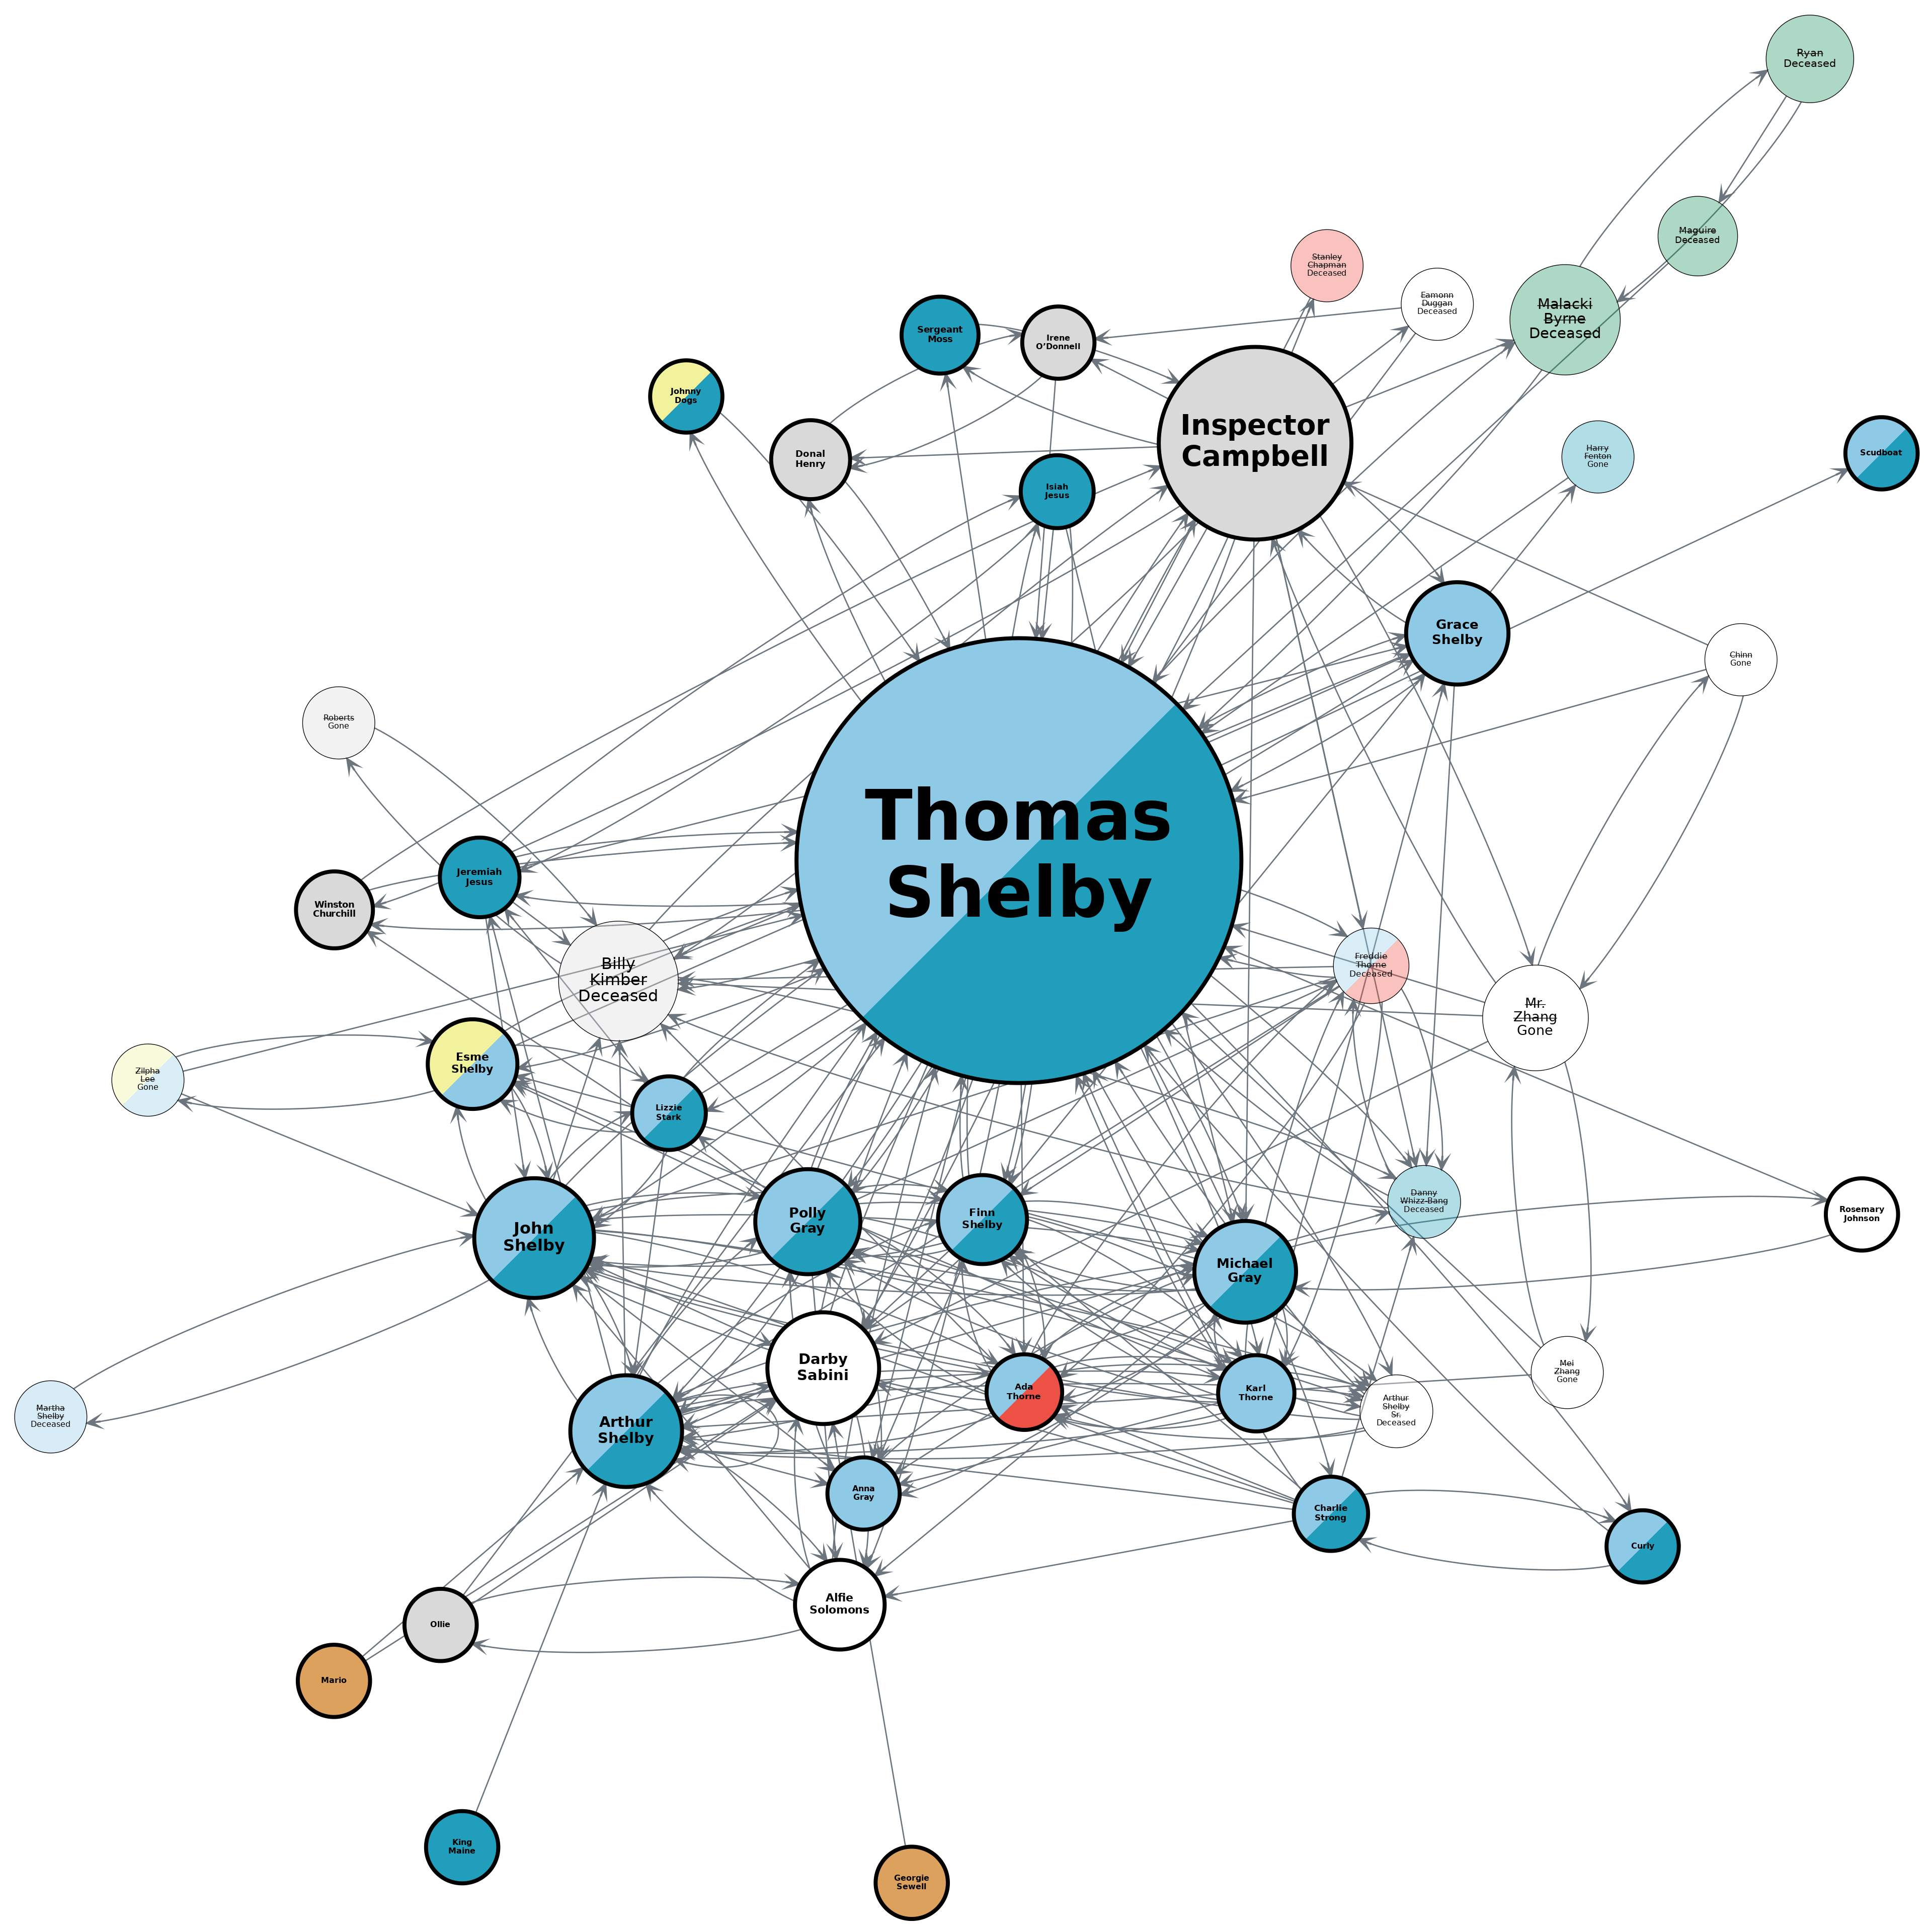 Ryan
Deceased
Maguire
Deceased
Stanley
Chapman
Deceased
Eamonn
Duggan
Deceased
Malacki
Byrne
Deceased
Sergeant
Moss
Irene
O'Donnell
Johnny
Dogs
Inspector
Campbell
Donal
Henry
Harry
Fenton
Gone
Scudboat
Isiah
Jesus
Grace
Shelby
Chinn
Gone
Roberts
Gone
Thomas
Shelby
Jeremiah
Jesus
Winston
Churchill
Billy
Kimber
Deceased
Freddie
Thorne
Deceased
Mr.
Zhang
Gone
Esme
Shelby
Zilpha
Lee
Gone
Lizzie
Stark
Danny
Whizz-Bang
Deceased
Rosemary
Johnson
John
Shelby
Polly
Gray
Finn
Shelby
Michael
Gray
Darby
Sabini
Ada
Thorne
Karl
Thorne
Mei
Zhang
Gone
Arthur
Shelby
Sr.
Deceased
Martha
Shelby
Deceased
Arthur
Shelby
Anna
Gray
Charlie
Strong
Curly
Alfie
Solomons
Ollie
Mario
King
Maine
Georgie
Sewell